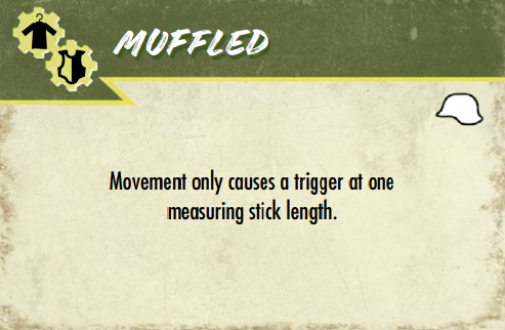 MUFFLED
Movement only causes a trigger at one
measuring stick length.